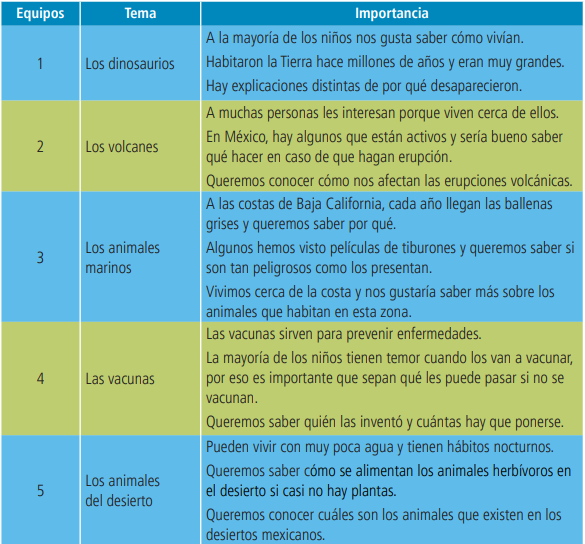 Equipos Tema Importancia
A la mayoría de los niños nos gusta saber cómo vivían.
1 Los dinosaurios Habitaron la Tierra hace millones de años y eran muy grandes.
Hay explicaciones distintas de por qué desaparecieron.
A muchas personas les interesan porque viven cerca de ellos.
2 Los volcanes En México, hay algunos que están activos y sería bueno saber
qué hacer en caso de que hagan erupción.
Queremos conocer cómo nos afectan las erupciones volcánicas.
A las costas de Baja California, cada año llegan las ballenas
grises y queremos saber por qué.
3 Los animales marinos Algunos hemos visto películas de tiburones y queremos saber si
son tan peligrosos como los presentan.
Vivimos cerca de la costa y nos gustaría saber más sobre los
animales que habitan en esta zona.
Las vacunas sirven para prevenir enfermedades.
4 Las vacunas La mayoría de los niños tienen temor cuando los van a vacunar,
por eso es importante que sepan qué les puede pasar si no se
vacunan.
Queremos saber quién las inventó y cuántas hay que ponerse.
Pueden vivir con muy poca agua y tienen hábitos nocturnos.
5 Los animales del desierto Queremos saber cómo se alimentan los animales herbívoros en
el desierto si casi no hay plantas.
Queremos conocer cuáles son los animales que existen en los
desiertos mexicanos.